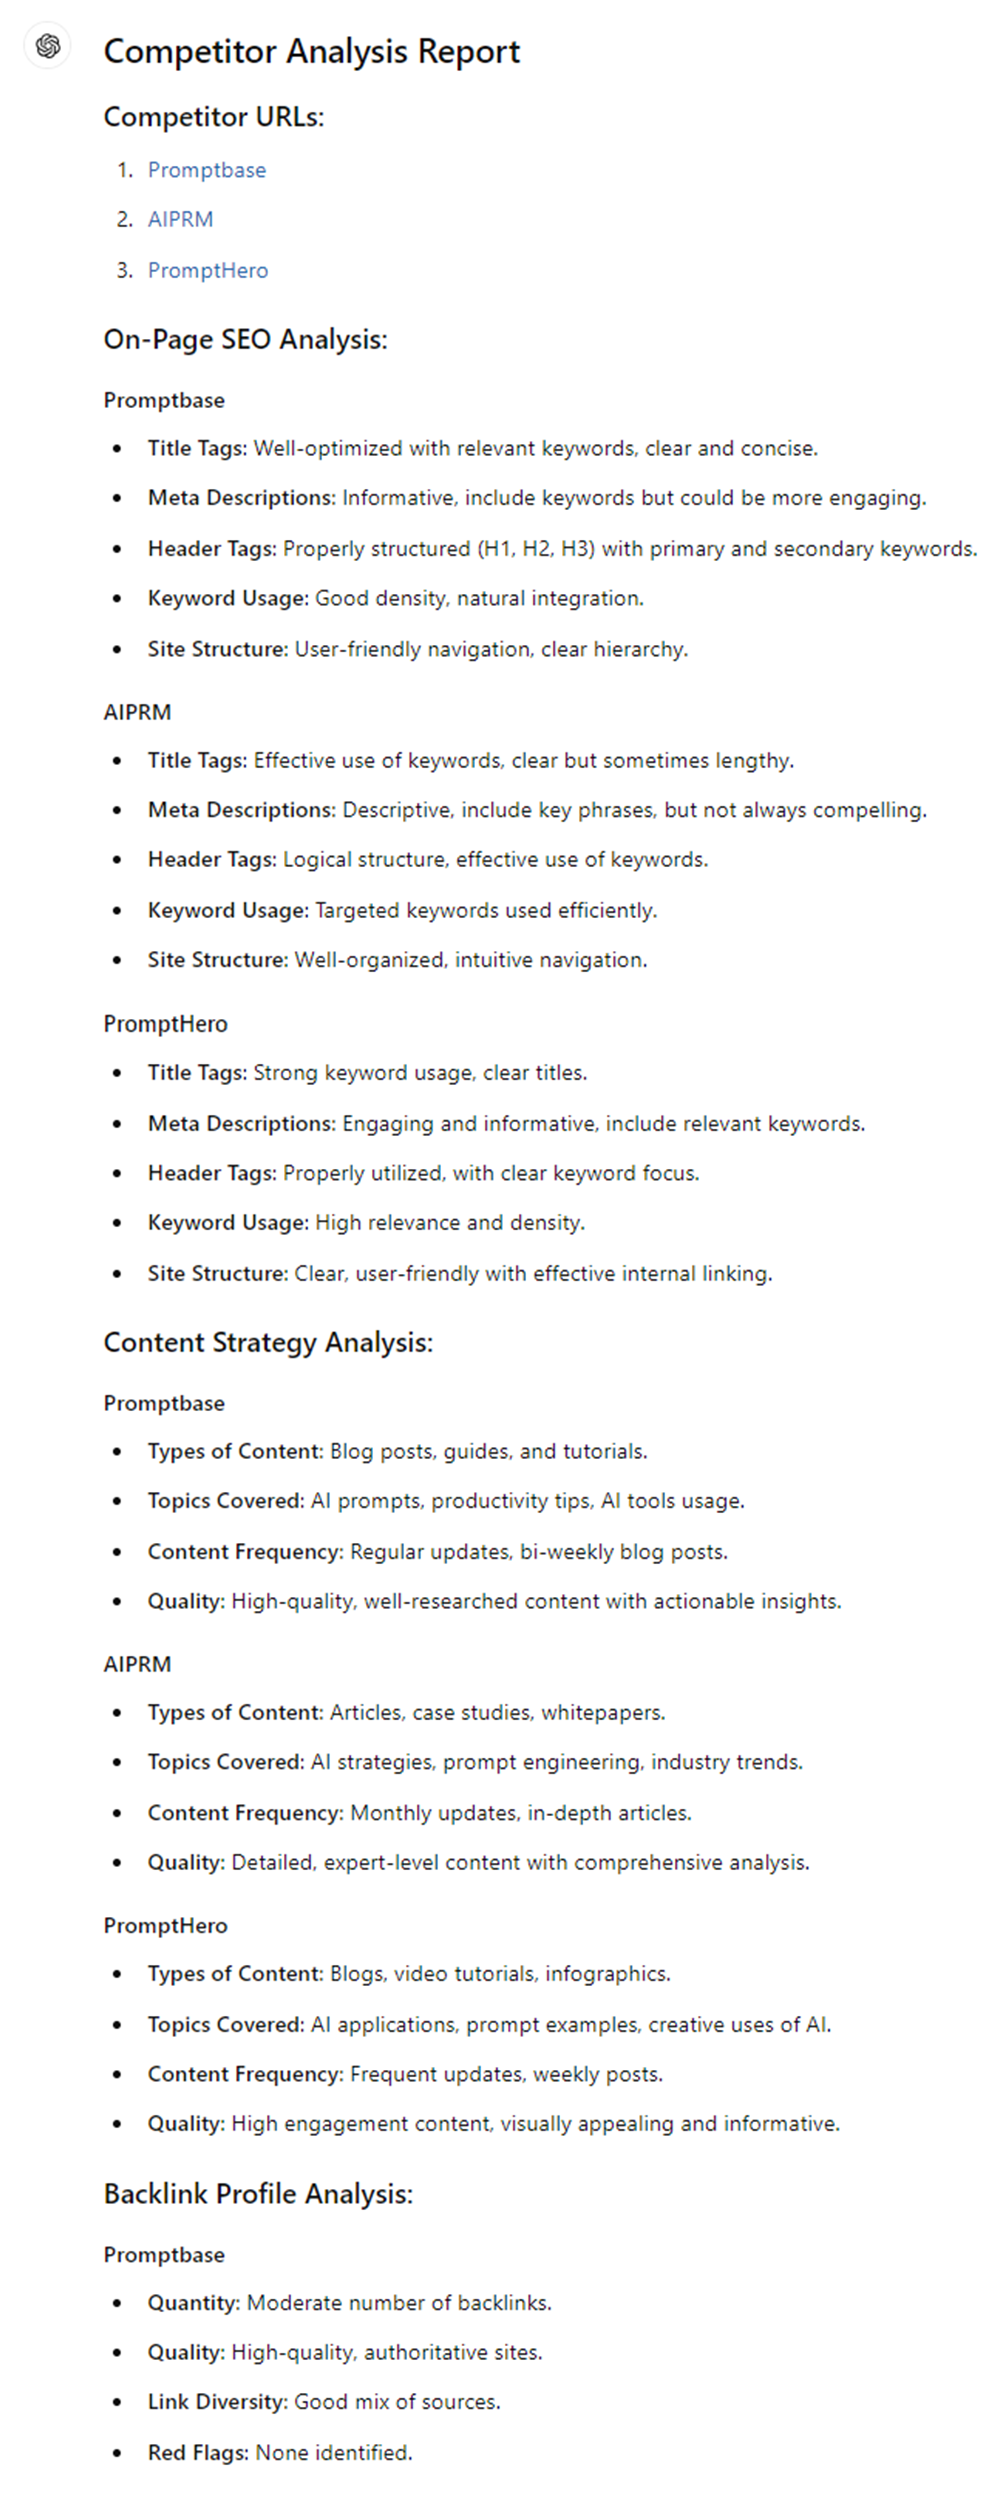 Competitor Analysis Report
Competitor URLs:
1. Promptbase
2. AIPRM
3. PromptHero
On-Page SEO Analysis:
Promptbase
• Title Tags: Well-optimized with relevant keywords, clear and concise.
• Meta Descriptions: Informative, include keywords but could be more engaging.
• Header Tags: Properly structured (H1, H2, H3) with primary and secondary keywords.
• Keyword Usage: Good density, natural integration.
• Site Structure: User-friendly navigation, clear hierarchy.
AIPRM
• Title Tags: Effective use of keywords, clear but sometimes lengthy.
• Meta Descriptions: Descriptive, include key phrases, but not always compelling.
• Header Tags: Logical structure, effective use of keywords.
• Keyword Usage: Targeted keywords used efficiently.
• Site Structure: Well-organized, intuitive navigation.
PromptHero
• Title Tags: Strong keyword usage, clear titles.
• Meta Descriptions: Engaging and informative, include relevant keywords.
• Header Tags: Properly utilized, with clear keyword focus.
• Keyword Usage: High relevance and density.
• Site Structure: Clear, user-friendly with effective internal linking.
Content Strategy Analysis:
Promptbase
• Types of Content: Blog posts, guides, and tutorials.
• Topics Covered: AI prompts, productivity tips, AI tools usage.
• Content Frequency: Regular updates, bi-weekly blog posts.
• Quality: High-quality, well-researched content with actionable insights.
AIPRM
• Types of Content: Articles, case studies, whitepapers.
• Topics Covered: AI strategies, prompt engineering, industry trends.
• Content Frequency: Monthly updates, in-depth articles.
• Quality: Detailed, expert-level content with comprehensive analysis.
PromptHero
• Types of Content: Blogs, video tutorials, infographics.
• Topics Covered: AI applications, prompt examples, creative uses of AI.
• Content Frequency: Frequent updates, weekly posts.
• Quality: High engagement content, visually appealing and informative.
Backlink Profile Analysis:
Promptbase
• Quantity: Moderate number of backlinks.
• Quality: High-quality, authoritative sites.
• Link Diversity: Good mix of sources.
• Red Flags: None identified.